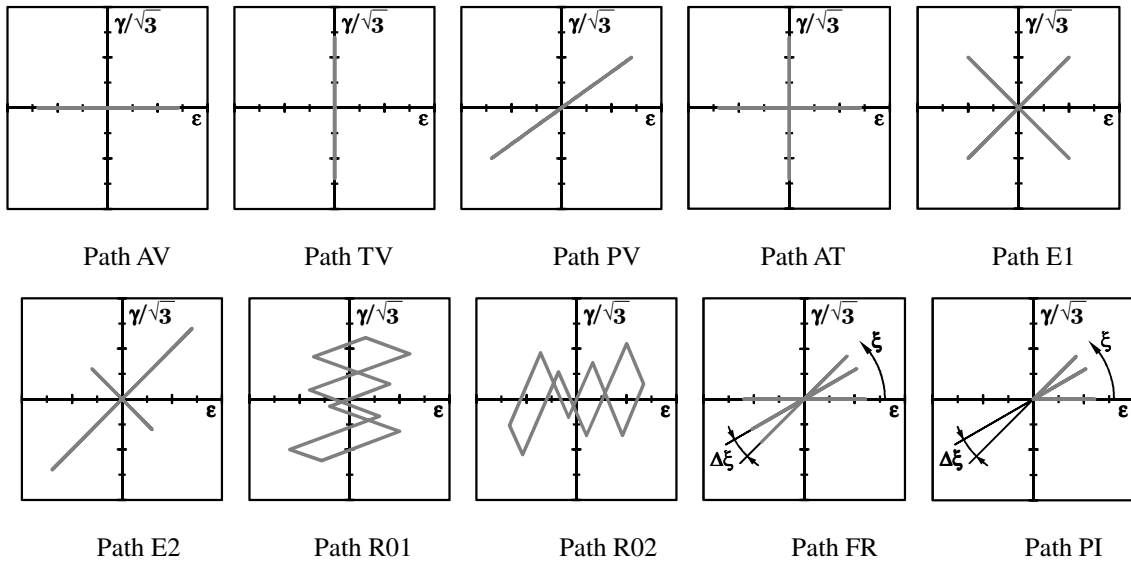 γ/√3 γ/√3 γ/√3 γ/√3 γ/√3
ε ε ε ε ε
Path AV Path TV Path PV Path AT Path E1
γ/√3 γ/√3 γ/√3 γ/√3 γ/√3
ξ ξ
ε ε ε ε ε
Δξ Δξ
Path E2 Path R01 Path R02 Path FR Path PI